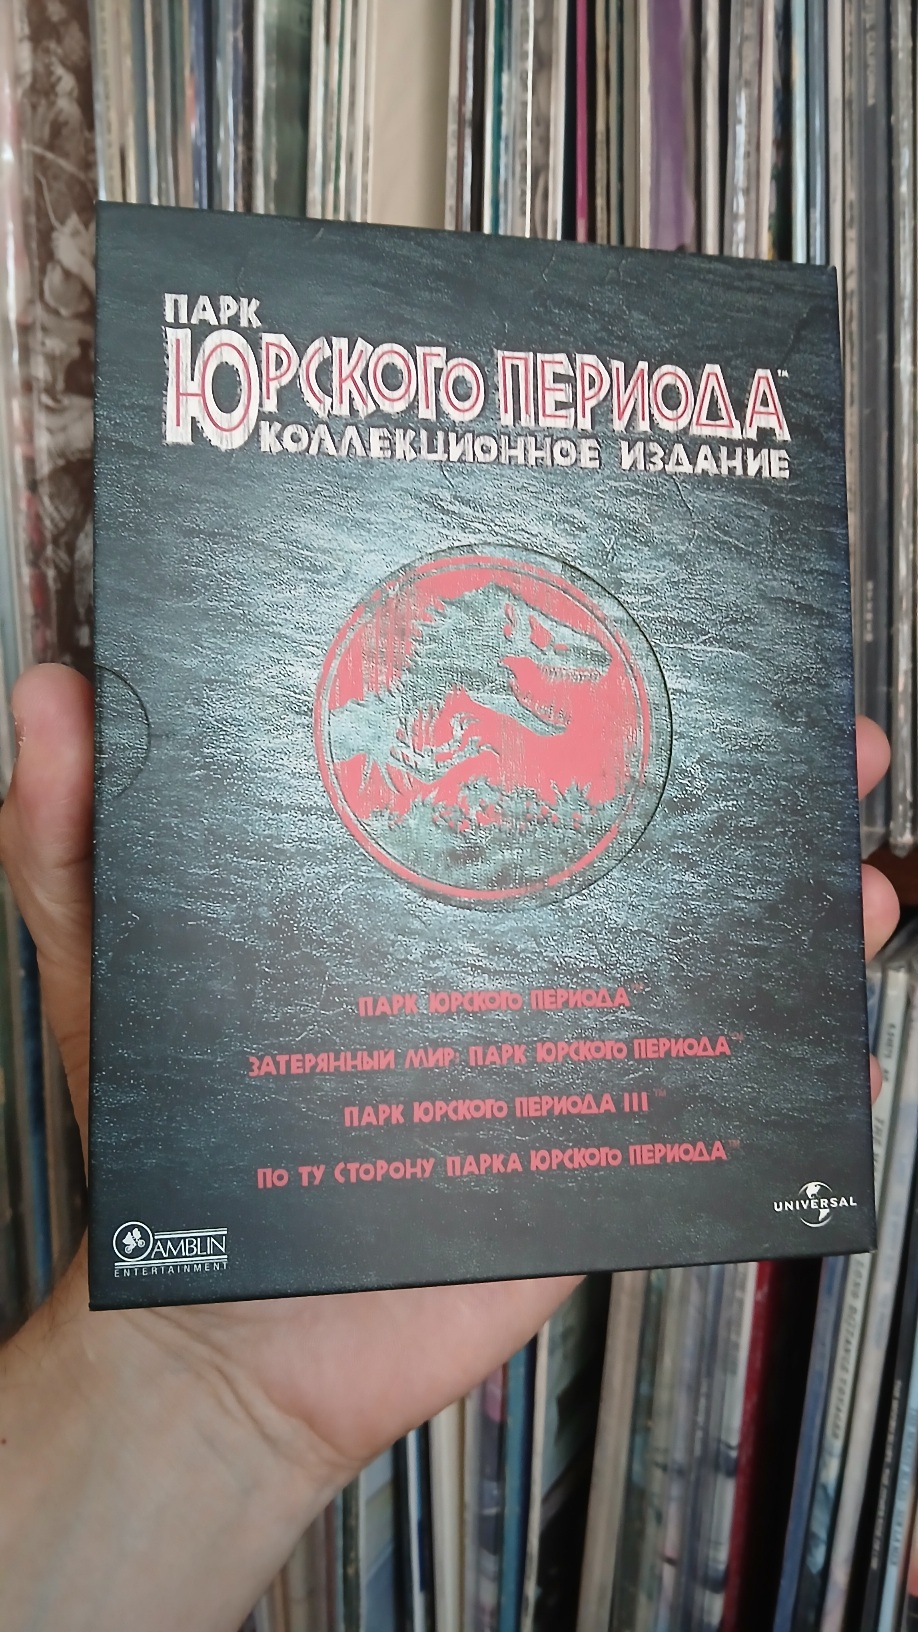 ПАРК
ЮРСКОГО ПЕРИОДА™
КОЛЛЕКЦИОННОЕ ИЗДАНИЕ
ПАРК ЮРСКОГО ПЕРИОДА™
ЗАТЕРЯННЫЙ МИР: ПАРК ЮРСКОГО ПЕРИОДА™
ПАРК ЮРСКОГО ПЕРИОДА III™
ПО ТУ СТОРОНУ ПАРКА ЮРСКОГО ПЕРИОДА™
UNIVERSAL
AMBLIN
ENTERTAINMENT